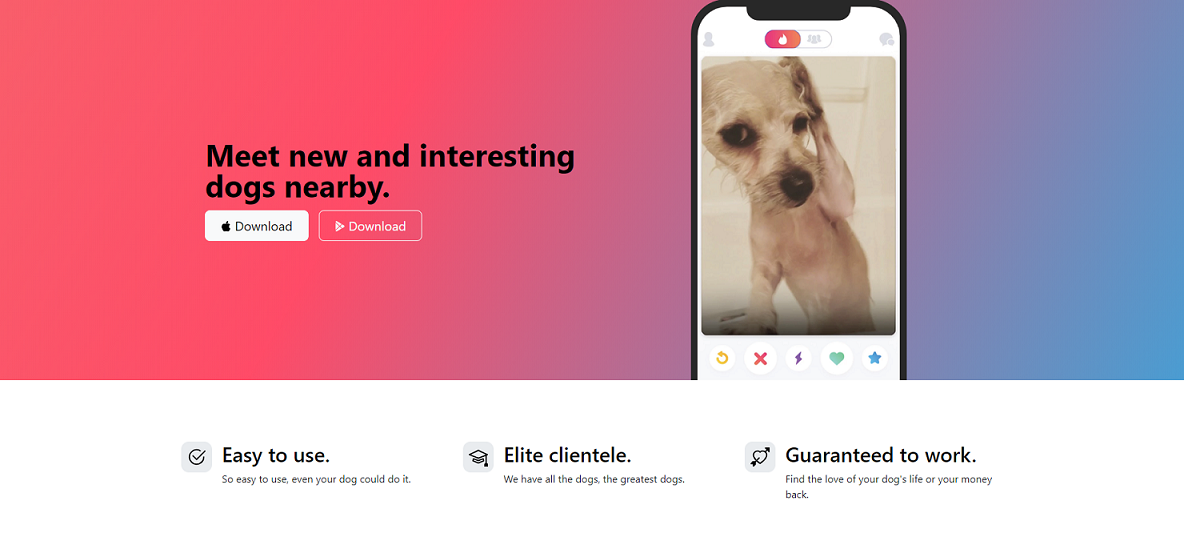 Meet new and interesting
dogs nearby.
Download
Download
Easy to use.
So easy to use, even your dog could do it.
Elite clientele.
We have all the dogs, the greatest dogs.
Guaranteed to work.
Find the love of your dog's life or your money
back.